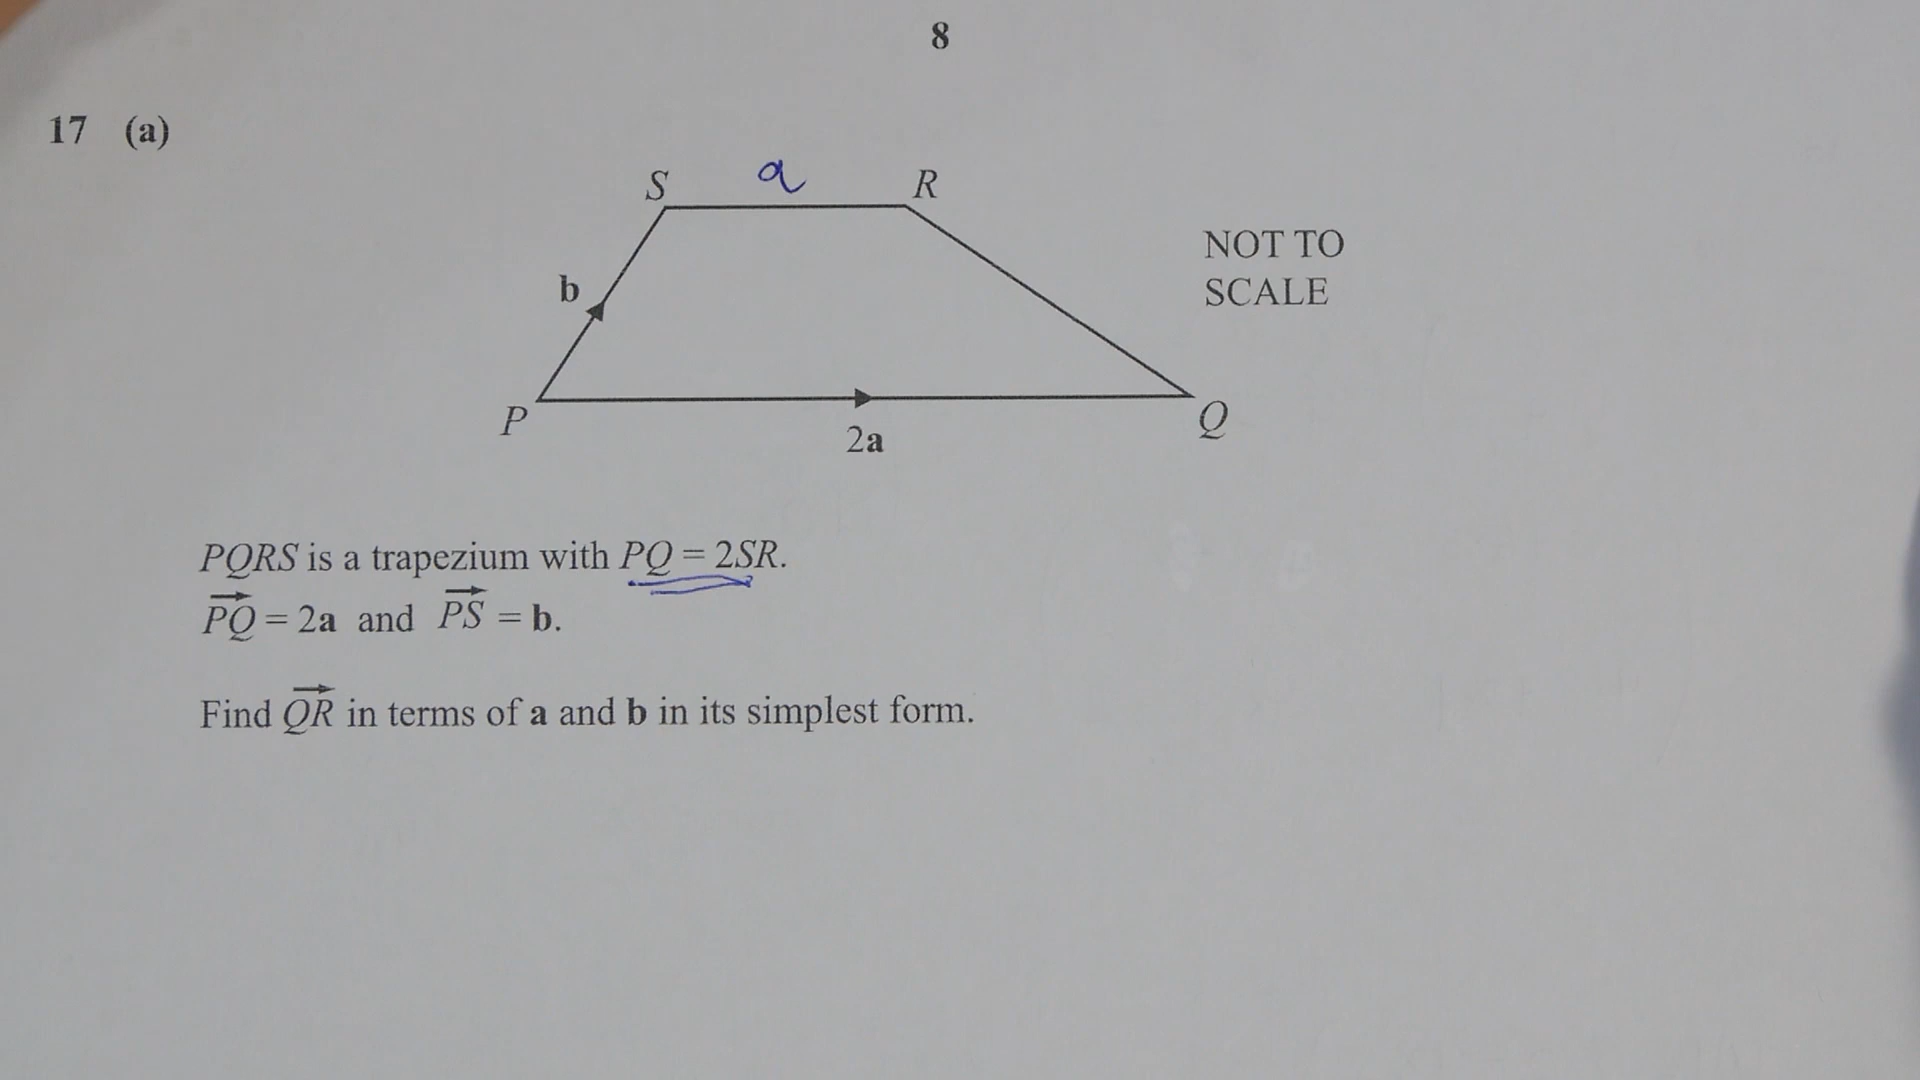 8
17 (a)
S a R
NOT TO
SCALE
b
P Q
2a
PQRS is a trapezium with PQ = 2SR.
PQ = 2a and PS = b.
Find QR in terms of a and b in its simplest form.